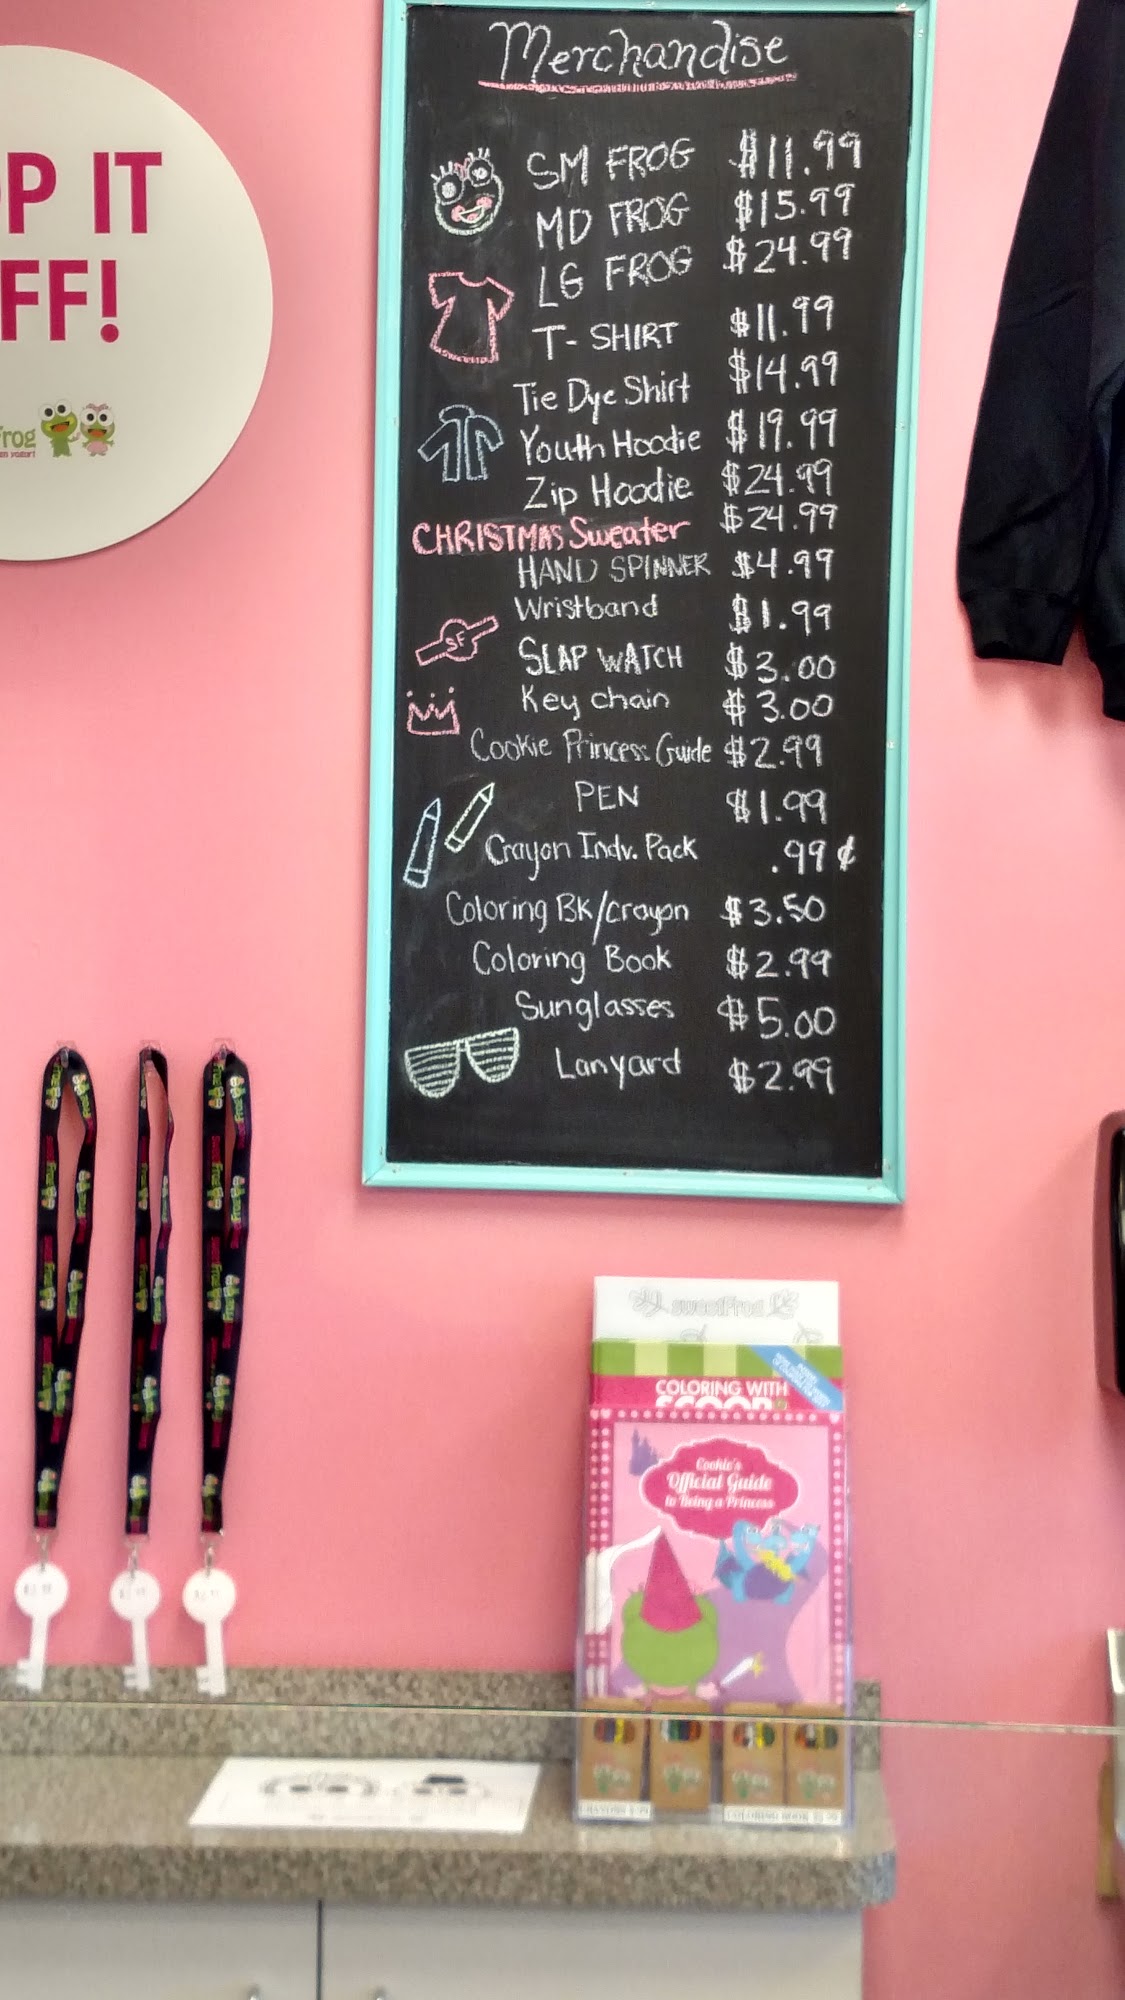 OP IT
FF!
Frog
Merchandise
SM FROG $11.99
MD FROG $15.99
LG FROG $24.99
T-SHIRT $11.99
Tie Dye Shirt $14.99
Youth Hoodie $19.99
Zip Hoodie $24.99
CHRISTMAS Sweater $24.99
HAND SPINNER $4.99
Wristband $1.99
SF
SLAP WATCH $3.00
Key chain $3.00
Cookie Princess Guide $2.99
PEN $1.99
Crayon Indv. Pack .99¢
Coloring Bk/crayon $3.50
Coloring Book $2.99
Sunglasses $5.00
Lanyard $2.99
sweetFrog
COLORING WITH
SCOOP
Cookie's
Official Guide
to Being a Princess